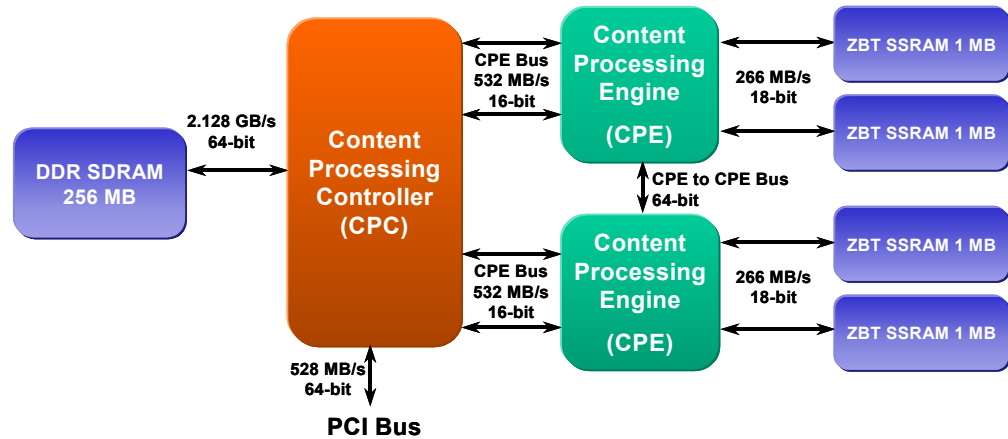 DDR SDRAM
256 MB
2.128 GB/s
64-bit
Content
Processing
Controller
(CPC)
528 MB/s
64-bit
PCI Bus
CPE Bus
532 MB/s
16-bit
Content
Processing
Engine
(CPE)
266 MB/s
18-bit
ZBT SSRAM 1 MB
ZBT SSRAM 1 MB
CPE to CPE Bus
64-bit
CPE Bus
532 MB/s
16-bit
Content
Processing
Engine
(CPE)
266 MB/s
18-bit
ZBT SSRAM 1 MB
ZBT SSRAM 1 MB